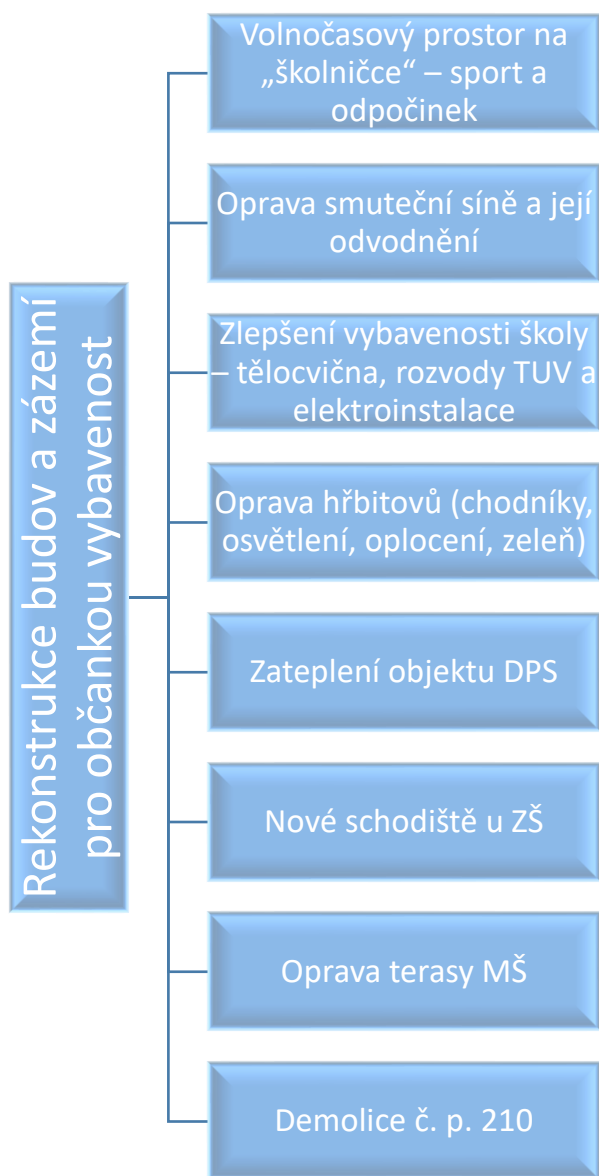 Rekonstrukce budov a zázemí
pro občankou vybavenost
Volnočasový prostor na
„školničce“ – sport a
odpočinek
Oprava smuteční síně a její
odvodnění
Zlepšení vybavenosti školy
– tělocvična, rozvody TUV a
elektroinstalace
Oprava hřbitovů (chodníky,
osvětlení, oplocení, zeleň)
Zateplení objektu DPS
Nové schodiště u ZŠ
Oprava terasy MŠ
Demolice č. p. 210